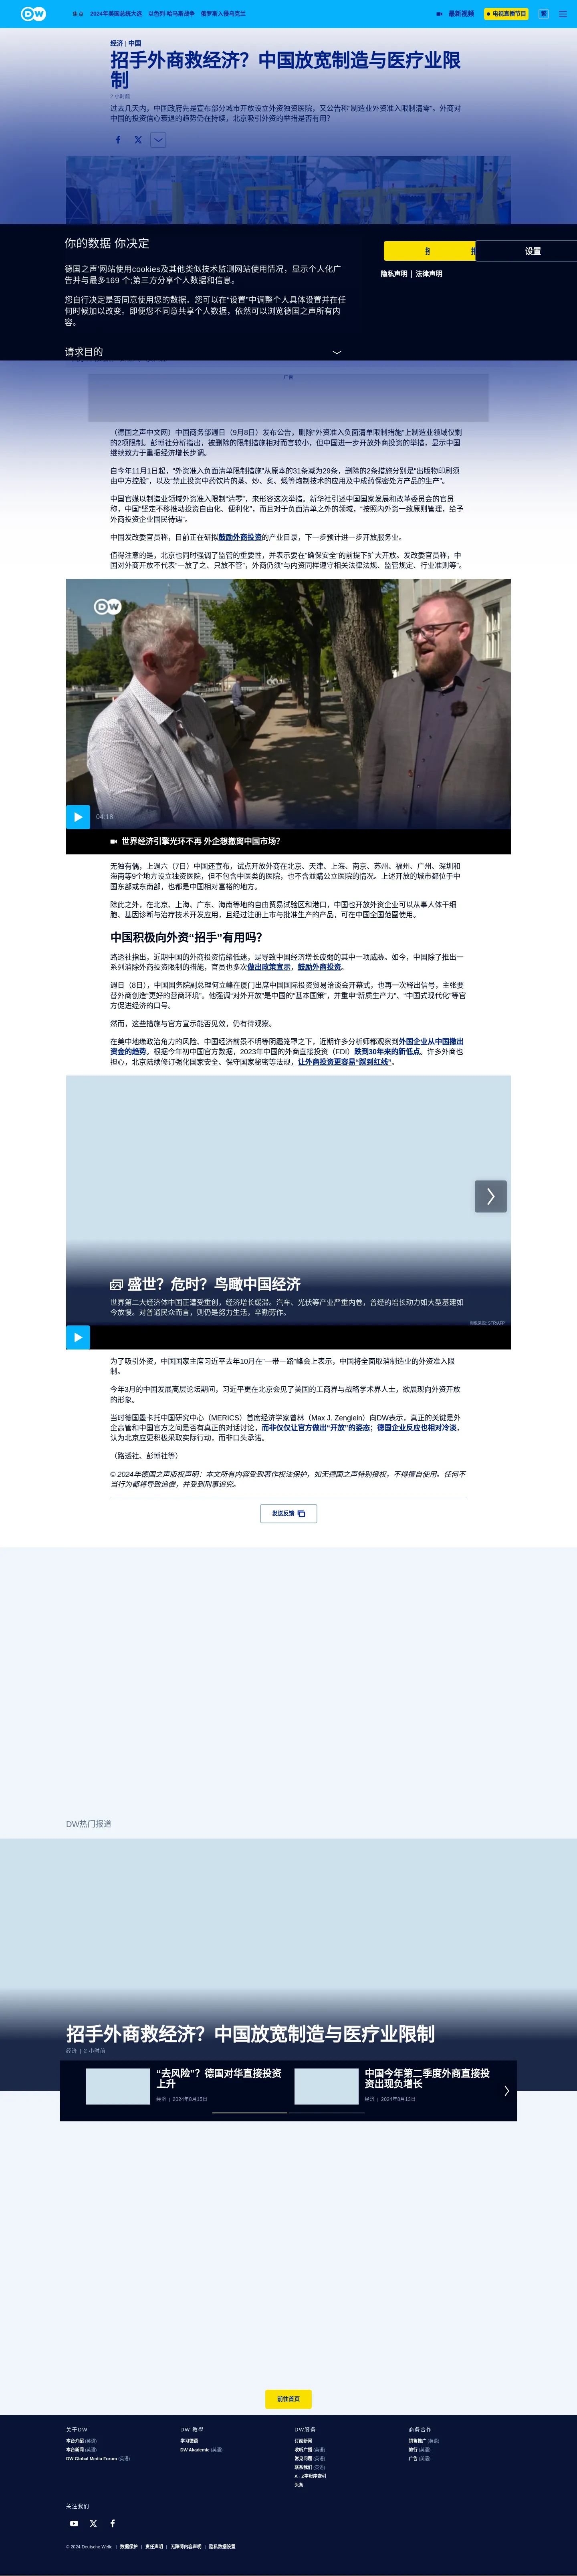 DW
焦点 2024年美国总统大选 以色列-哈马斯战争 俄罗斯入侵乌克兰
最新视频
电视直播节目
繁
经济 | 中国
招手外商救经济？中国放宽制造与医疗业限
制
2 小时前
过去几天内，中国政府先是宣布部分城市开放设立外资独资医院，又公告称“制造业外资准入限制清零”。外商对
中国的投资信心衰退的趋势仍在持续，北京吸引外资的举措是否有用？
你的数据 你决定
设置
隐私声明 | 法律声明
德国之声'网站使用cookies及其他类似技术监测网站使用情况，显示个人化广
告并与最多169 个;第三方分享个人数据和信息。
您自行决定是否同意使用您的数据。您可以在“设置”中调整个人具体设置并在任
何时候加以改变。即便您不同意共享个人数据，依然可以浏览德国之声所有内
容。
请求目的
广告
（德国之声中文网）中国商务部週日（9月8日）发布公告，删除“外资准入负面清单限制措施”上制造业领域仅剩
的2项限制。彭博社分析指出，被删除的限制措施相对而言较小，但中国进一步开放外商投资的举措，显示中国
继续致力于重振经济增长步调。
自今年11月1日起，“外资准入负面清单限制措施”从原本的31条减为29条，删除的2条措施分别是“出版物印刷须
由中方控股”，以及“禁止投资中药饮片的蒸、炒、炙、煅等炮制技术的应用及中成药保密处方产品的生产”。
中国官媒以制造业领域外资准入限制“清零”，来形容这次举措。新华社引述中国国家发展和改革委员会的官员
称，中国“坚定不移推动投资自由化、便利化”，而且对于负面清单之外的领域，“按照内外资一致原则管理，给予
外商投资企业国民待遇”。
中国发改委官员称，目前正在研拟鼓励外商投资的产业目录，下一步预计进一步开放服务业。
值得注意的是，北京也同时强调了监管的重要性，并表示要在“确保安全”的前提下扩大开放。发改委官员称，中
国对外商开放不代表“一放了之、只放不管”，外商仍须“与内资同样遵守相关法律法规、监管规定、行业准则等”。
DW
04:18
世界经济引擎光环不再 外企想撤离中国市场？
无独有偶，上週六（7日）中国还宣布，试点开放外商在北京、天津、上海、南京、苏州、福州、广州、深圳和
海南等9个地方设立独资医院，但不包含中医类的医院，也不含並購公立医院的情况。上述开放的城市都位于中
国东部或东南部，也都是中国相对富裕的地方。
除此之外，在北京、上海、广东、海南等地的自由贸易试验区和港口，中国也开放外资企业可以从事人体干细
胞、基因诊断与治疗技术开发应用，且经过注册上市与批准生产的产品，可在中国全范围使用。
中国积极向外资“招手”有用吗？
路透社指出，近期中国的外商投资情绪低迷，是导致中国经济增长疲弱的其中一项威胁。如今，中国除了推出一
系列消除外商投资限制的措施，官员也多次做出政策宣示，鼓励外商投资。
週日（8日），中国国务院副总理何立峰在厦门出席中国国际投资贸易洽谈会开幕式，也再一次释出信号，主张要
替外商创造“更好的营商环境”。他强调“对外开放”是中国的“基本国策”，并重申“新质生产力”、“中国式现代化”等官
方促进经济的口号。
然而，这些措施与官方宣示能否见效，仍有待观察。
在美中地缘政治角力的风险、中国经济前景不明等阴霾笼罩之下，近期许多分析师都观察到外国企业从中国撤出
资金的趋势。根据今年初中国官方数据，2023年中国的外商直接投资（FDI）跌到30年来的新低点。许多外商也
担心，北京陆续修订强化国家安全、保守国家秘密等法规，让外商投资更容易“踩到红线”。
盛世？危时？鸟瞰中国经济
世界第二大经济体中国正遭受重创，经济增长缓滞。汽车、光伏等产业严重内卷，曾经的增长动力如大型基建如
今放慢。对普通民众而言，则仍是努力生活，辛勤劳作。
图像来源: STR/AFP
为了吸引外资，中国国家主席习近平去年10月在“一带一路”峰会上表示，中国将全面取消制造业的外资准入限
制。
今年3月的中国发展高层论坛期间，习近平更在北京会见了美国的工商界与战略学术界人士，欲展现向外资开放
的形象。
当时德国墨卡托中国研究中心（MERICS）首席经济学家曾林（Max J. Zenglein）向DW表示，真正的关键是外
企高管和中国官方之间是否有真正的对话讨论，而非仅仅让官方做出“开放”的姿态；德国企业反应也相对冷淡，
认为北京应更积极采取实际行动，而非口头承诺。
（路透社、彭博社等）
© 2024年德国之声版权声明：本文所有内容受到著作权法保护，如无德国之声特别授权，不得擅自使用。任何不
当行为都将导致追偿，并受到刑事追究。
发送反馈
DW热门报道
招手外商救经济？中国放宽制造与医疗业限制
经济 | 2 小时前
“去风险”？德国对华直接投资
上升
经济 | 2024年8月15日
中国今年第二季度外商直接投
资出现负增长
经济 | 2024年8月13日
前往首页
关于DW
本台介绍 (英语)
本台新闻 (英语)
DW Global Media Forum (英语)
DW 教學
学习德语
DW Akademie (英语)
DW服务
订阅新闻
收听广播 (英语)
常见问题 (英语)
联系我们 (英语)
A - Z字母序索引
头条
商务合作
销售推广 (英语)
旅行 (英语)
广告 (英语)
关注我们
© 2024 Deutsche Welle | 数据保护 | 责任声明 | 无障碍内容声明 | 隐私数据设置